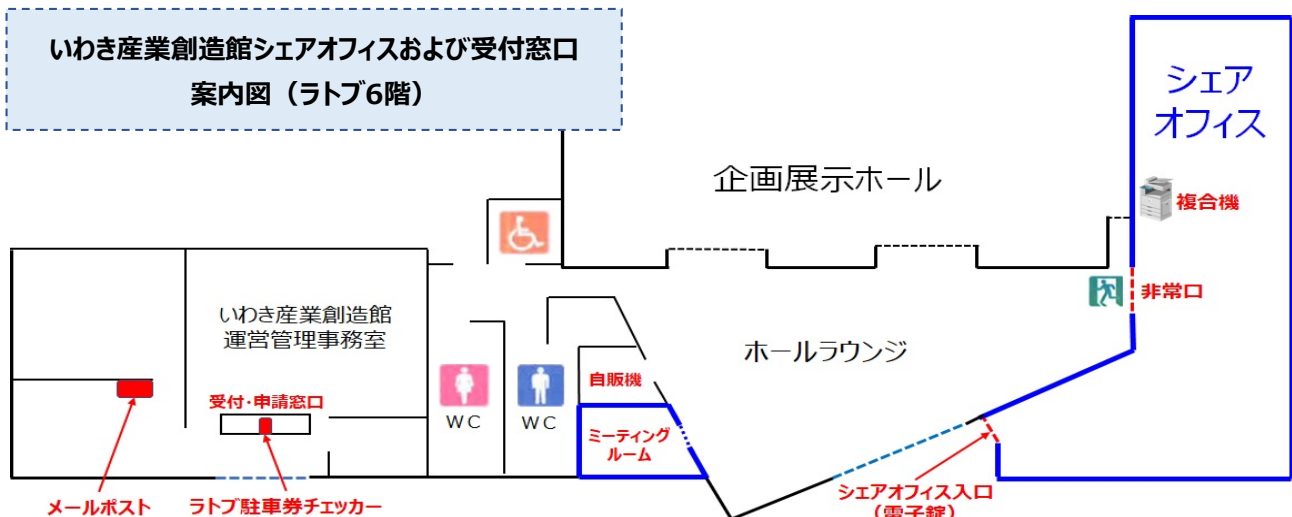 いわき産業創造館シェアオフィスおよび受付窓口
案内図（ラトブ6階）
シェア
オフィス
企画展示ホール
複合機
非常口
いわき産業創造館
運営管理事務室
ホールラウンジ
自販機
受付・申請窓口
WC
WC
ミーティング
ルーム
メールポスト
ラトブ駐車券チェッカー
シェアオフィス入口
（電子錠）